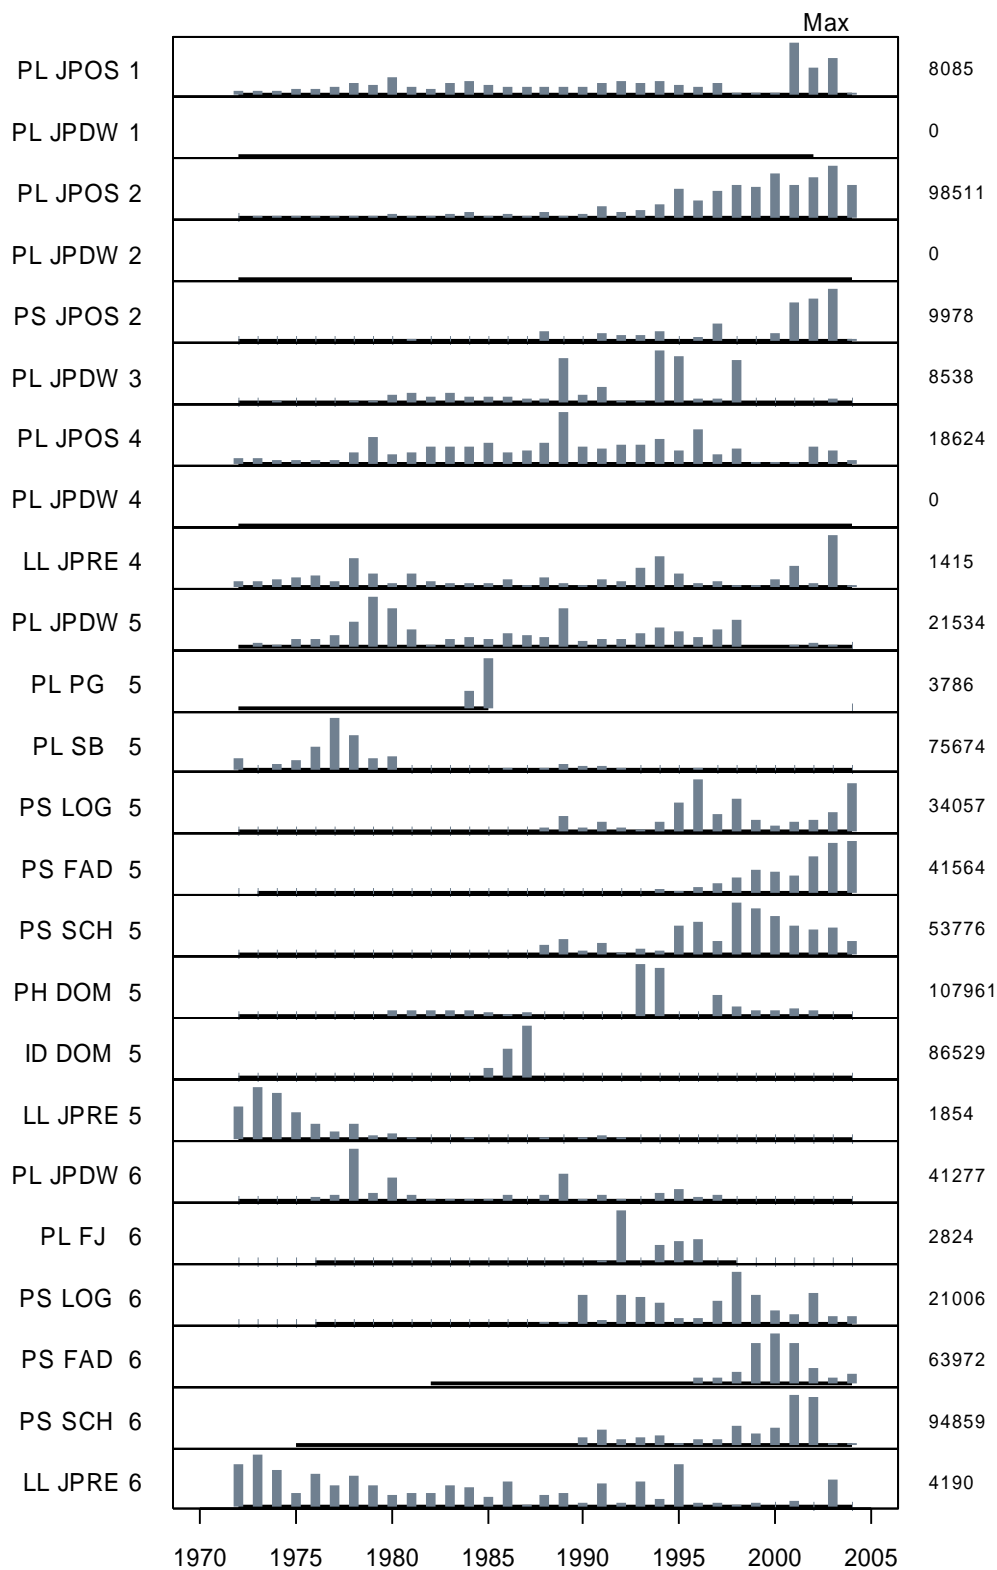 Max
PL JPOS 1 8085
PL JPDW 1 0
PL JPOS 2 98511
PL JPDW 2 0
PS JPOS 2 9978
PL JPDW 3 8538
PL JPOS 4 18624
PL JPDW 4 0
LL JPRE 4 1415
PL JPDW 5 21534
PL PG 5 3786
PL SB 5 75674
PS LOG 5 34057
PS FAD 5 41564
PS SCH 5 53776
PH DOM 5 107961
ID DOM 5 86529
LL JPRE 5 1854
PL JPDW 6 41277
PL FJ 6 2824
PS LOG 6 21006
PS FAD 6 63972
PS SCH 6 94859
LL JPRE 6 4190
1970 1975 1980 1985 1990 1995 2000 2005